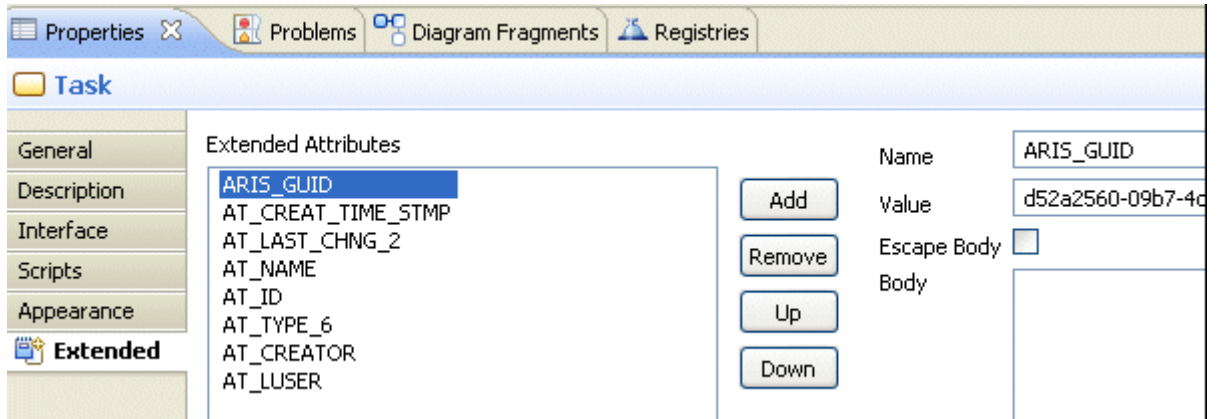 Properties Problems Diagram Fragments Registries
Task
General
Description
Interface
Scripts
Appearance
Extended
Extended Attributes
ARIS_GUID
AT_CREAT_TIME_STMP
AT_LAST_CHNG_2
AT_NAME
AT_ID
AT_TYPE_6
AT_CREATOR
AT_LUSER
Add
Remove
Up
Down
Name ARIS_GUID
Value d52a2560-09b7-4c
Escape Body
Body